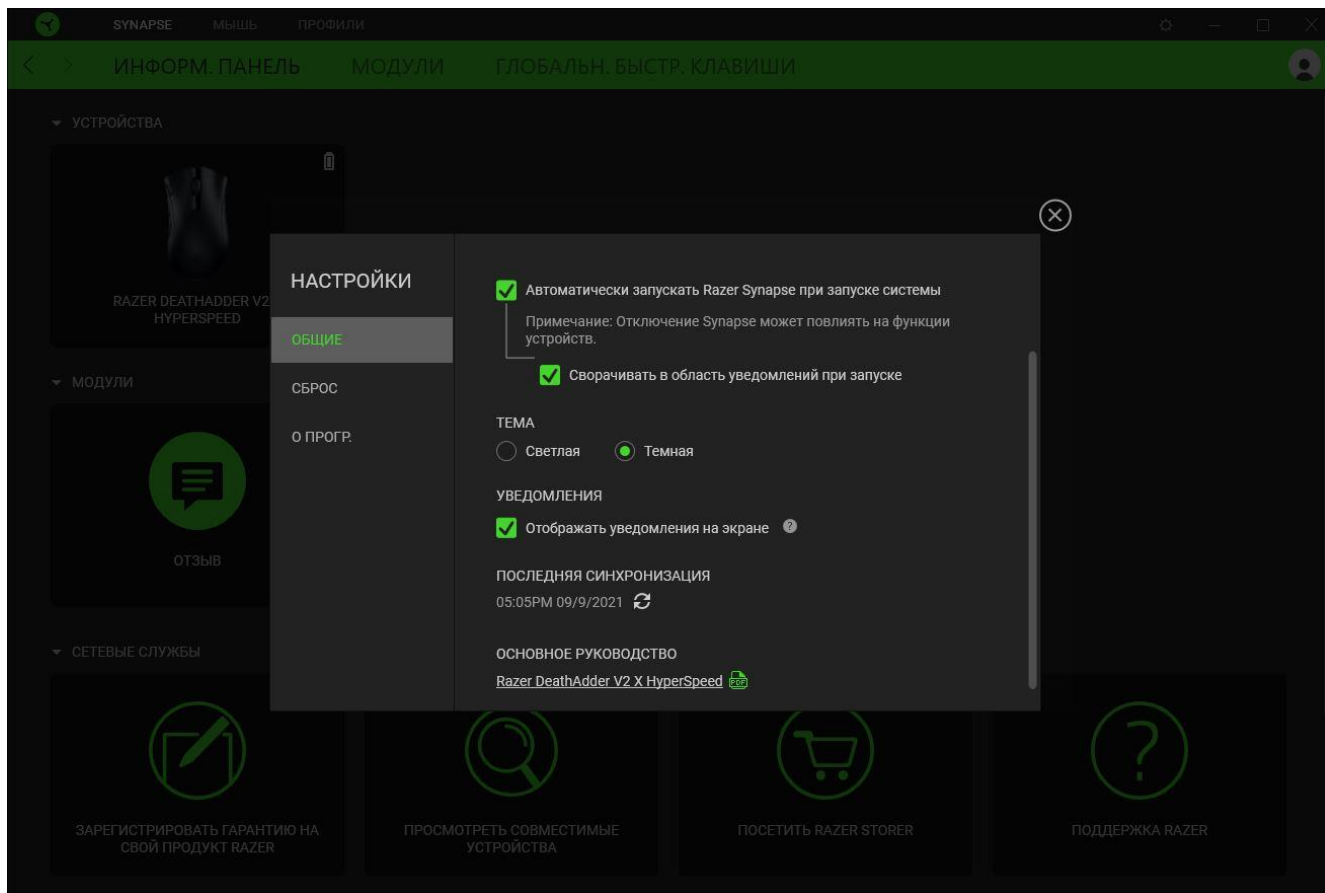 SYNAPSE
МЫШЬ
ПРОФИЛИ
ИНФОРМ. ПАНЕЛЬ
МОДУЛИ
ГЛОБАЛЬН. БЫСТР. КЛАВИШИ
УСТРОЙСТВА
RAZER DEATHADDER V2
HYPERSPEED
МОДУЛИ
ОТЗЫВ
НАСТРОЙКИ
ОБЩИЕ
СБРОС
О ПРОГР.
Автоматически запускать Razer Synapse при запуске системы
Примечание: Отключение Synapse может повлиять на функции
устройств.
Сворачивать в область уведомлений при запуске
ТЕМА
Светлая
Темная
УВЕДОМЛЕНИЯ
Отображать уведомления на экране
ПОСЛЕДНЯЯ СИНХРОНИЗАЦИЯ
05:05PM 09/9/2021
ОСНОВНОЕ РУКОВОДСТВО
Razer DeathAdder V2 X HyperSpeed
PDF
СЕТЕВЫЕ СЛУЖБЫ
ЗАРЕГИСТРИРОВАТЬ ГАРАНТИЮ НА
СВОЙ ПРОДУКТ RAZER
ПРОСМОТРЕТЬ СОВМЕСТИМЫЕ
УСТРОЙСТВА
ПОСЕТИТЬ RAZER STORER
ПОДДЕРЖКА RAZER